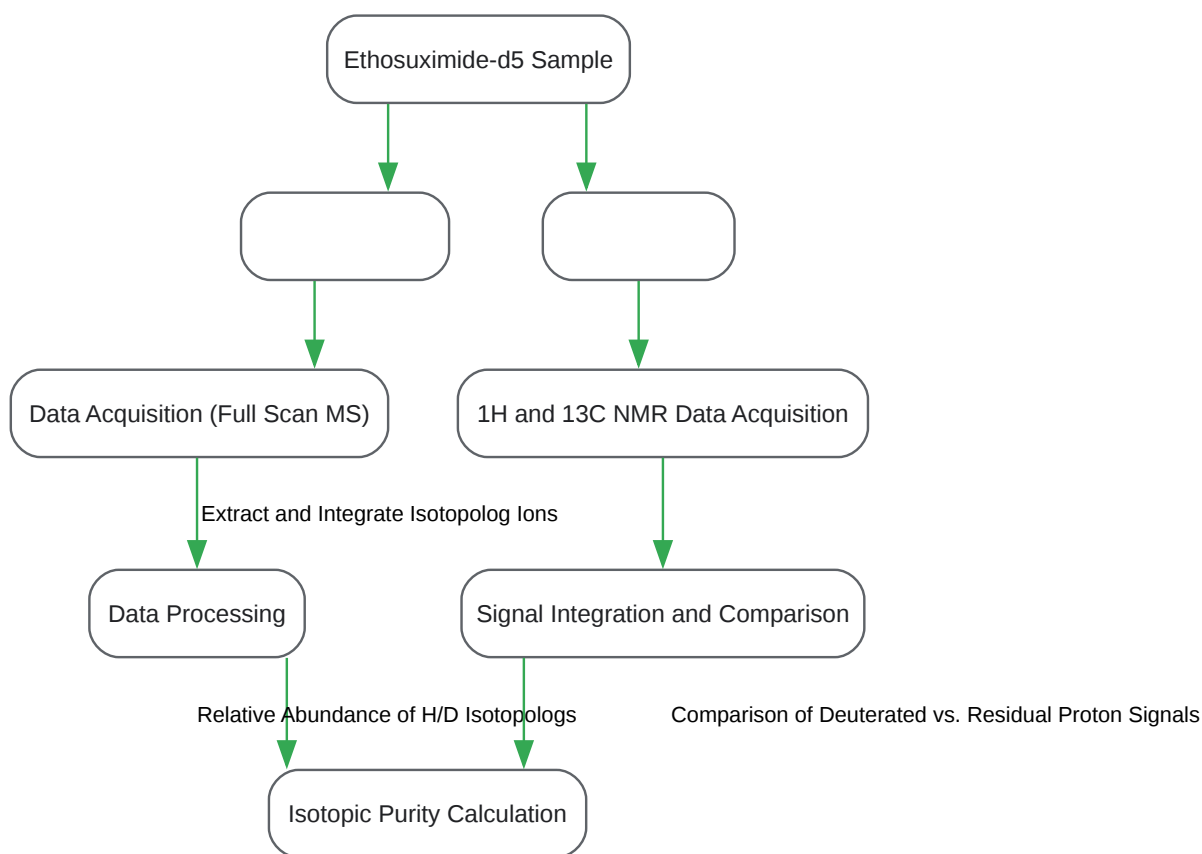 Ethosuximide-d5 Sample
Data Acquisition (Full Scan MS)
1H and 13C NMR Data Acquisition
Extract and Integrate Isotopolog Ions
Data Processing
Signal Integration and Comparison
Relative Abundance of H/D Isotopologs
Comparison of Deuterated vs. Residual Proton Signals
Isotopic Purity Calculation